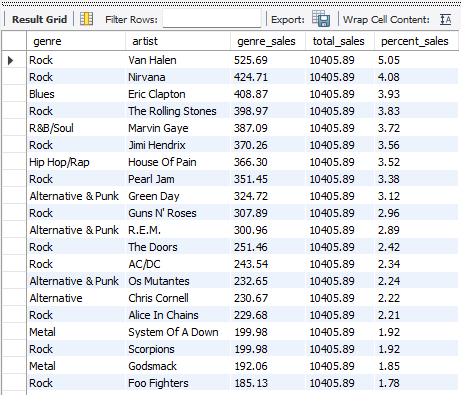 Result Grid Filter Rows: Export: Wrap Cell Content:
genre artist genre_sales total_sales percent_sales
Rock Van Halen 525.69 10405.89 5.05
Rock Nirvana 424.71 10405.89 4.08
Blues Eric Clapton 408.87 10405.89 3.93
Rock The Rolling Stones 398.97 10405.89 3.83
R&B/Soul Marvin Gaye 387.09 10405.89 3.72
Rock Jimi Hendrix 370.26 10405.89 3.56
Hip Hop/Rap House Of Pain 366.30 10405.89 3.52
Rock Pearl Jam 351.45 10405.89 3.38
Alternative & Punk Green Day 324.72 10405.89 3.12
Rock Guns N' Roses 307.89 10405.89 2.96
Alternative & Punk R.E.M. 300.96 10405.89 2.89
Rock The Doors 251.46 10405.89 2.42
Rock AC/DC 243.54 10405.89 2.34
Alternative & Punk Os Mutantes 232.65 10405.89 2.24
Alternative Chris Cornell 230.67 10405.89 2.22
Rock Alice In Chains 229.68 10405.89 2.21
Metal System Of A Down 199.98 10405.89 1.92
Rock Scorpions 199.98 10405.89 1.92
Metal Godsmack 192.06 10405.89 1.85
Rock Foo Fighters 185.13 10405.89 1.78